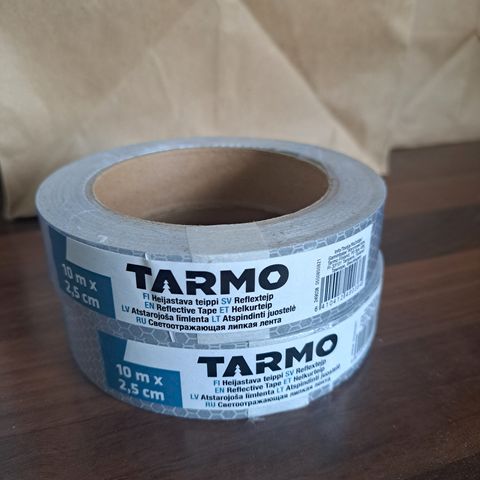 10 m x
2,5 cm
TARMO
FI Heijastava teippi SV Reflextejp
EN Reflective Tape ET Helkurteip
LV Atstarojoša līmlenta LT Atspindinti juostelė
RU Светоотражающая липкая лента
10 m x
2,5 cm
TARMO
FI Heijastava teippi SV Reflextejp
EN Reflective Tape ET Helkurteip
LV Atstarojoša līmlenta LT Atspindinti juostelė
RU Светоотражающая липкая лента